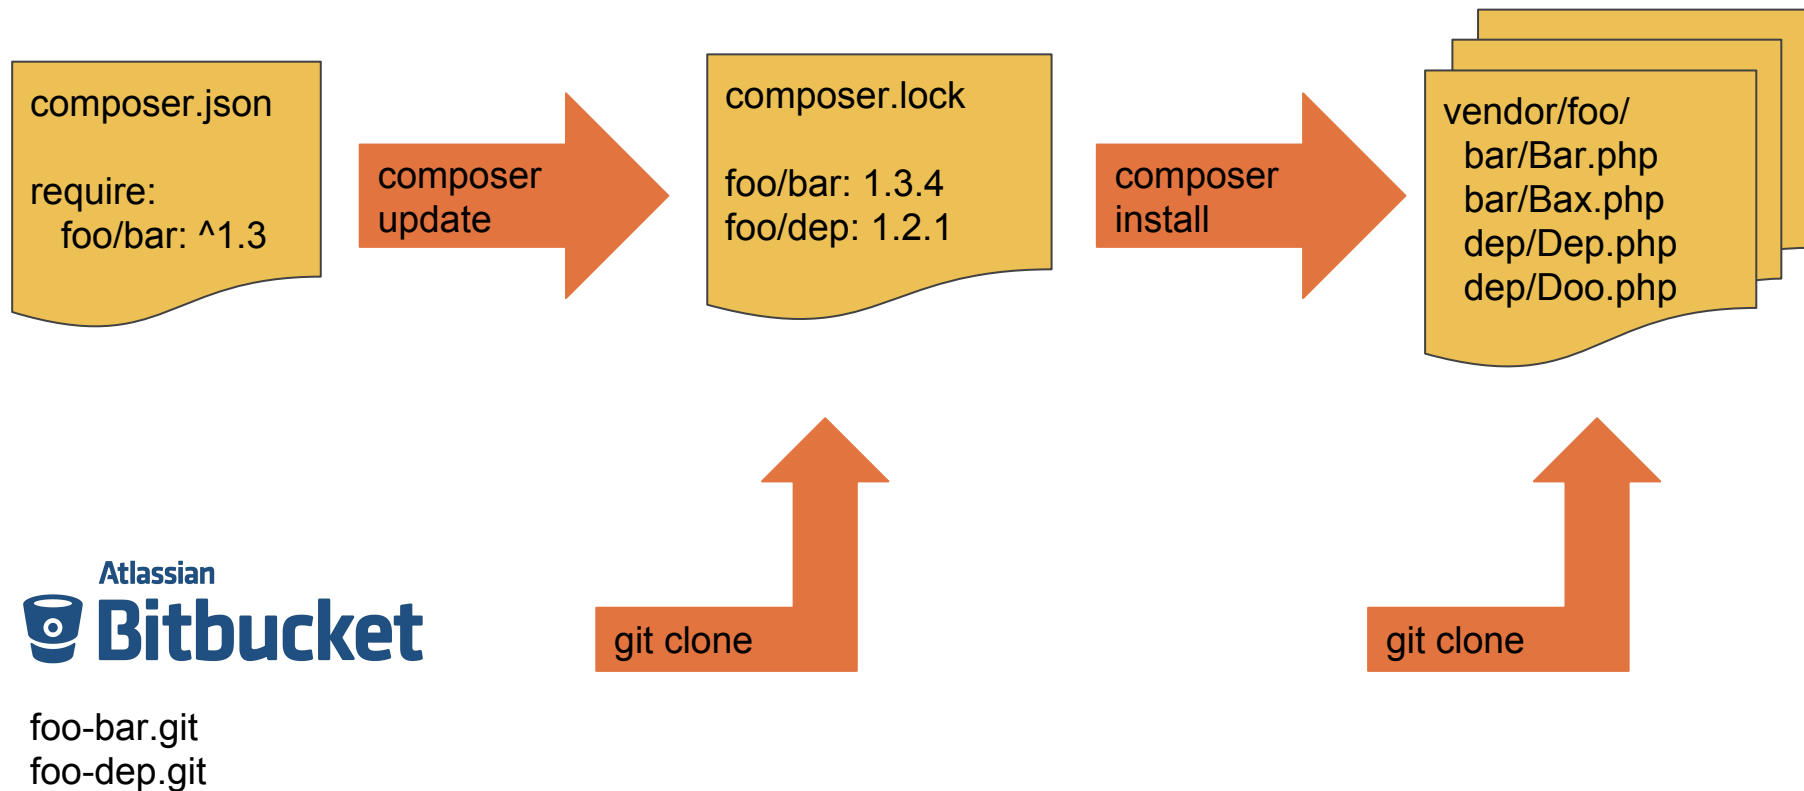 composer.json
require:
foo/bar: ^1.3
composer
update
composer.lock
foo/bar: 1.3.4
foo/dep: 1.2.1
composer
install
vendor/foo/
bar/Bar.php
bar/Bax.php
dep/Dep.php
dep/Doo.php
Atlassian
Bitbucket
foo-bar.git
foo-dep.git
git clone
git clone